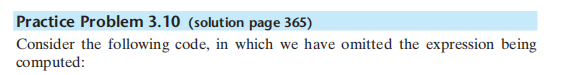 Practice Problem 3.10 (solution page 365)
Consider the following code, in which we have omitted the expression being
computed: